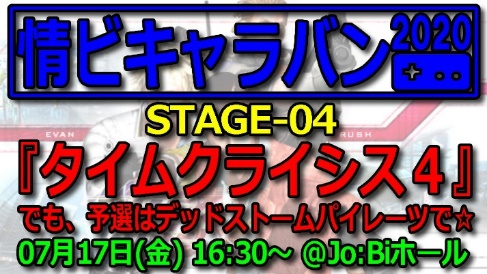 情ビキャラバン 2020
STAGE-04
EVAN RUSH
『タイムクライシス４』
でも、予選はデッドストームパイレーツで☆
07月17日(金) 16:30～ @Jo:Biホール